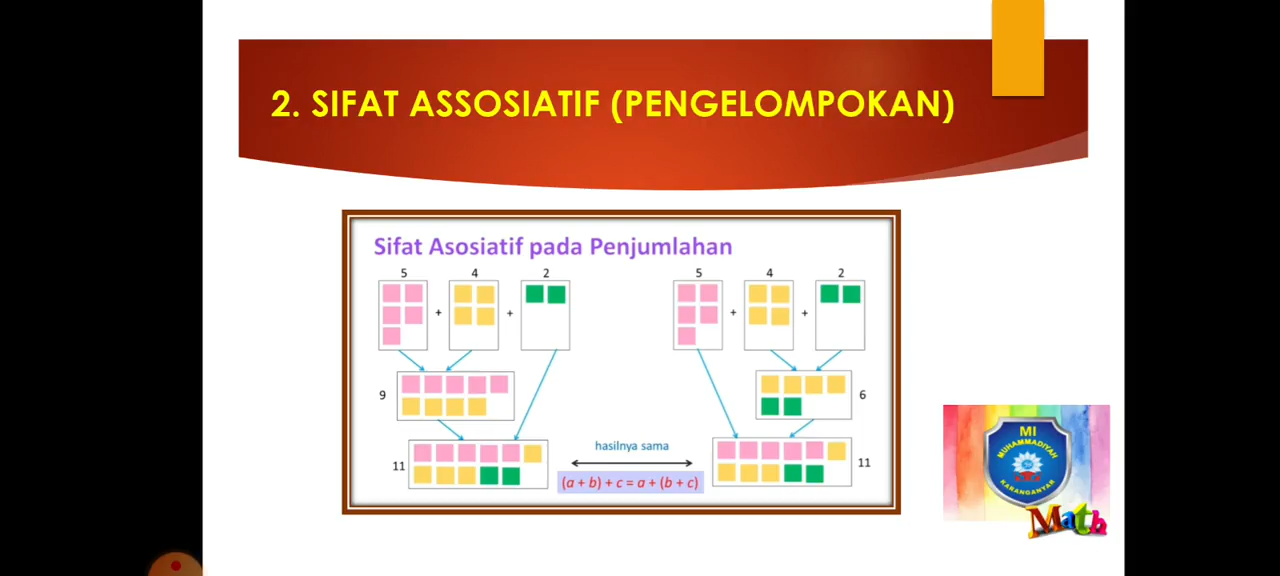 2. SIFAT ASSOSIATIF (PENGELOMPOKAN)
Sifat Asosiatif pada Penjumlahan
5 4 2
+ +
9
11
5 4 2
+ +
6
11
hasilnya sama
(a + b) + c = a + (b + c)
MI
MUHAMMADIYAH
KARANGANYAR
Math